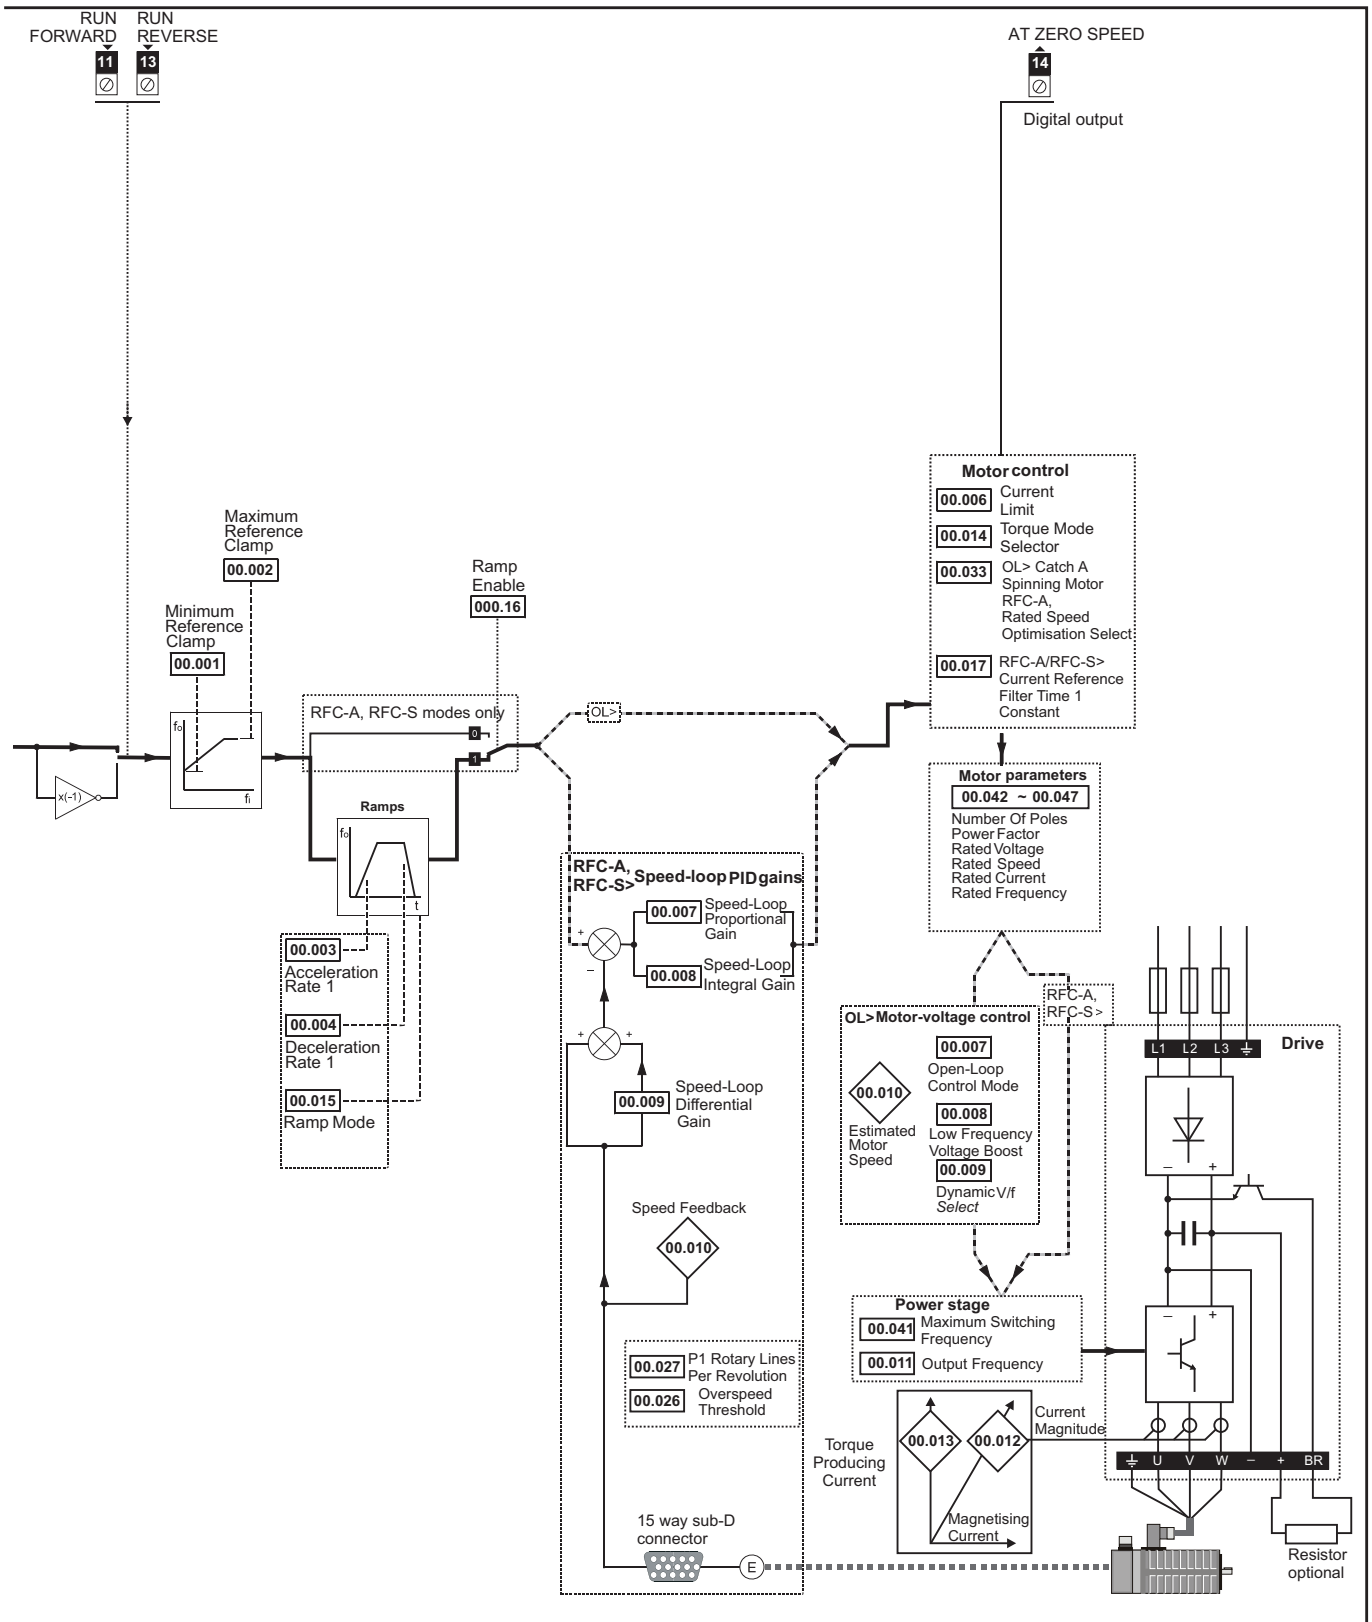 RUN FORWARD
RUN REVERSE
11
13
AT ZERO SPEED
14
Digital output
Maximum
Reference
Clamp
00.002
Minimum
Reference
Clamp
00.001
Ramp
Enable
000.16
RFC-A, RFC-S modes only
0
1
OL>
x(-1)
fo
fi
Ramps
fo
t
00.003
Acceleration
Rate 1
00.004
Deceleration
Rate 1
00.015
Ramp Mode
RFC-A,
RFC-S> Speed-loop PID gains
+
–
00.007
Speed-Loop
Proportional
Gain
00.008
Speed-Loop
Integral Gain
+
+
00.009
Speed-Loop
Differential
Gain
Speed Feedback
00.010
00.027
P1 Rotary Lines
Per Revolution
00.026
Overspeed
Threshold
15 way sub-D
connector
E
Motor control
00.006
Current
Limit
00.014
Torque Mode
Selector
00.033
OL> Catch A
Spinning Motor
RFC-A,
Rated Speed
Optimisation Select
00.017
RFC-A/RFC-S>
Current Reference
Filter Time 1
Constant
Motor parameters
00.042 ~ 00.047
Number Of Poles
Power Factor
Rated Voltage
Rated Speed
Rated Current
Rated Frequency
RFC-A,
RFC-S >
OL> Motor-voltage control
00.007
Open-Loop
Control Mode
00.010
Estimated
Motor
Speed
00.008
Low Frequency
Voltage Boost
00.009
Dynamic V/f
Select
Power stage
00.041
Maximum Switching
Frequency
00.011
Output Frequency
00.013
00.012
Torque
Producing
Current
Current
Magnitude
Magnetising
Current
Drive
L1 L2 L3
– +
– +
U V W – + BR
Resistor
optional